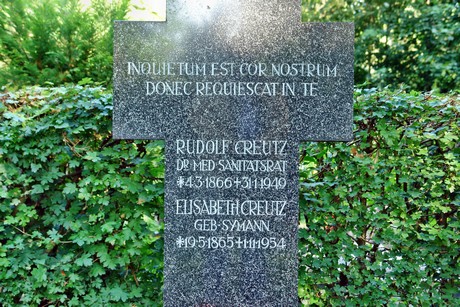 INQUIETUM EST COR NOSTRUM
DONEC REQUIESCAT IN TE
RUDOLF CREUTZ
DR MED SANITÄTSRAT
*4·3·1866+31·1·1949
ELISABETH CREUTZ
GEB·SYMANN
*19·5·1865+11·1·1954